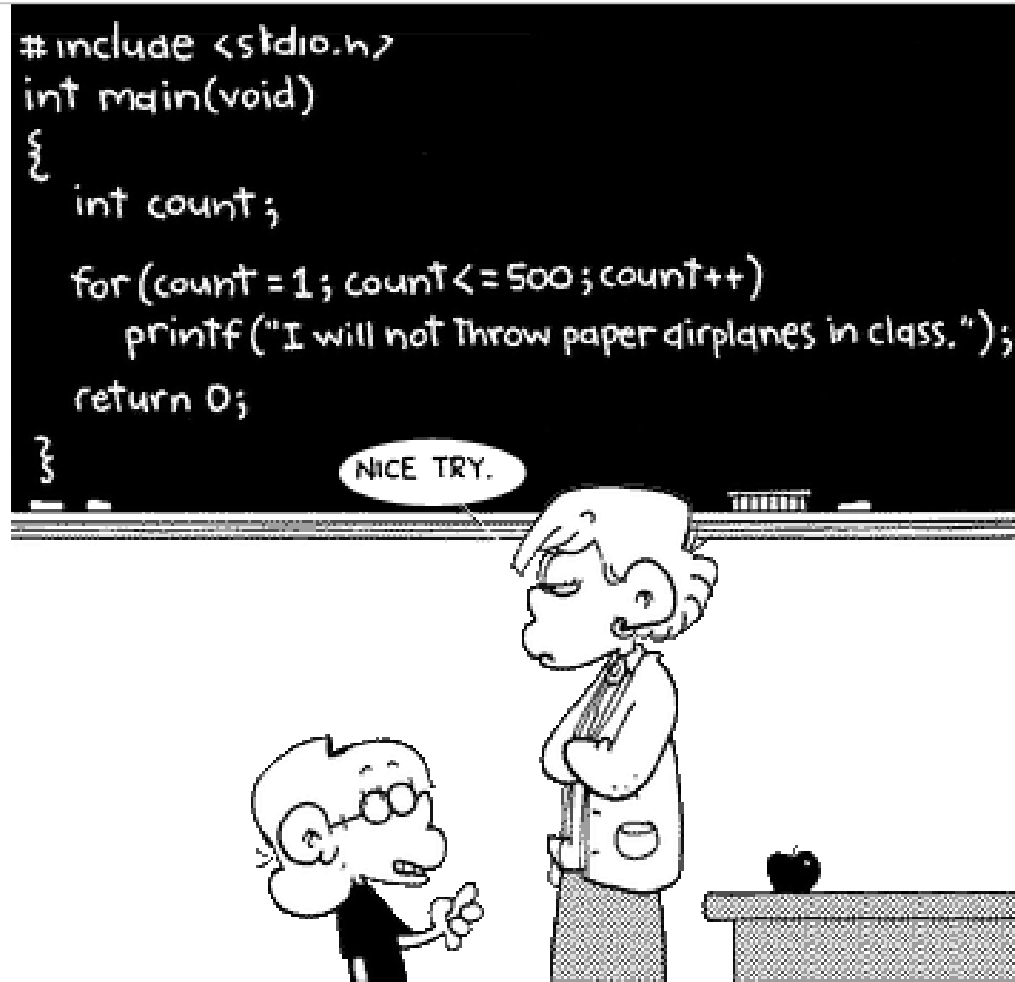 #include <stdio.h>
int main(void)
{
int count;
for(count=1; count<=500;count++)
printf("I will not Throw paper airplanes in class.");
return 0;
}
NICE TRY.